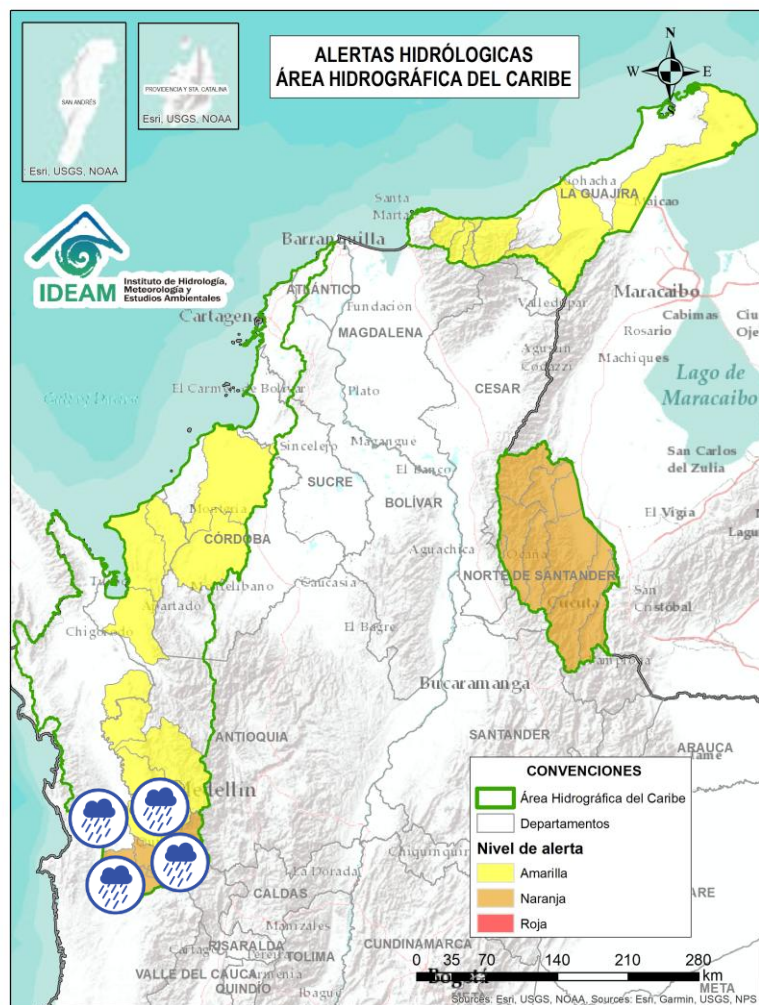 ALERTAS HIDRÓLOGICAS
ÁREA HIDROGRÁFICA DEL CARIBE
SAN ANDRÉS
Esri, USGS, NOAA
PROVIDENCIA Y STA. CATALINA
Esri, USGS, NOAA
N
W E
S
IDEAM
Instituto de Hidrología,
Meteorología y
Estudios Ambientales
Santa
Marta
LA GUAJIRA
Maicao
Barranquilla
ATLÁNTICO
Cartagena
Fundación
MAGDALENA
Valledupar
Maracaibo
Cabimas
Rosario
Machiques
Agustín
Codazzi
CESAR
Lago de
Maracaibo
El Carmen de Bolívar
Plato
Sincelejo
Magangué
San Carlos
del Zulia
El Banco
SUCRE
BOLÍVAR
Montería
CÓRDOBA
El Vigía
Aguachica
Ocaña
NORTE DE SANTANDER
Montelíbano
Caucasia
Apartadó
Cúcuta
San
Cristóbal
Chigorodó
El Bagre
Pamplona
Bucaramanga
ANTIOQUIA
SANTANDER
ARAUCA
Medellín
CONVENCIONES
Área Hidrográfica del Caribe
Departamentos
Nivel de alerta
Amarilla
Naranja
Roja
La Dorada
CALDAS
Manizales
RISARALDA
Pereira
TOLIMA
CUNDINAMARCA
VALLE DEL CAUCA
Armenia
QUINDÍO
Ibagué
Bogotá
META
0 35 70 140 210 280
km
Sources: Esri, USGS, NOAA, Sources: Esri, Garmin, USGS, NPS